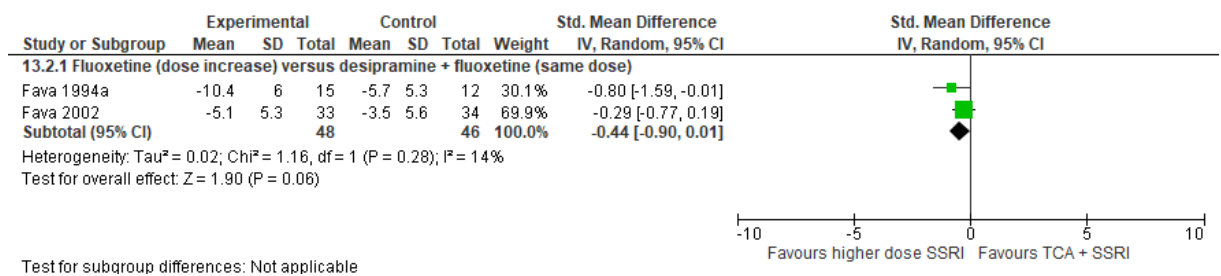 Experimental Control Std. Mean Difference Std. Mean Difference
Study or Subgroup Mean SD Total Mean SD Total Weight IV, Random, 95% CI IV, Random, 95% CI
13.2.1 Fluoxetine (dose increase) versus desipramine + fluoxetine (same dose)
Fava 1994a -10.4 6 15 -5.7 5.3 12 30.1% -0.80 [-1.59, -0.01]
Fava 2002 -5.1 5.3 33 -3.5 5.6 34 69.9% -0.29 [-0.77, 0.19]
Subtotal (95% CI) 48 46 100.0% -0.44 [-0.90, 0.01]
Heterogeneity: Tau² = 0.02; Chi² = 1.16, df = 1 (P = 0.28); I² = 14%
Test for overall effect: Z = 1.90 (P = 0.06)
-10 -5 0 5 10
Favours higher dose SSRI Favours TCA + SSRI
Test for subgroup differences: Not applicable